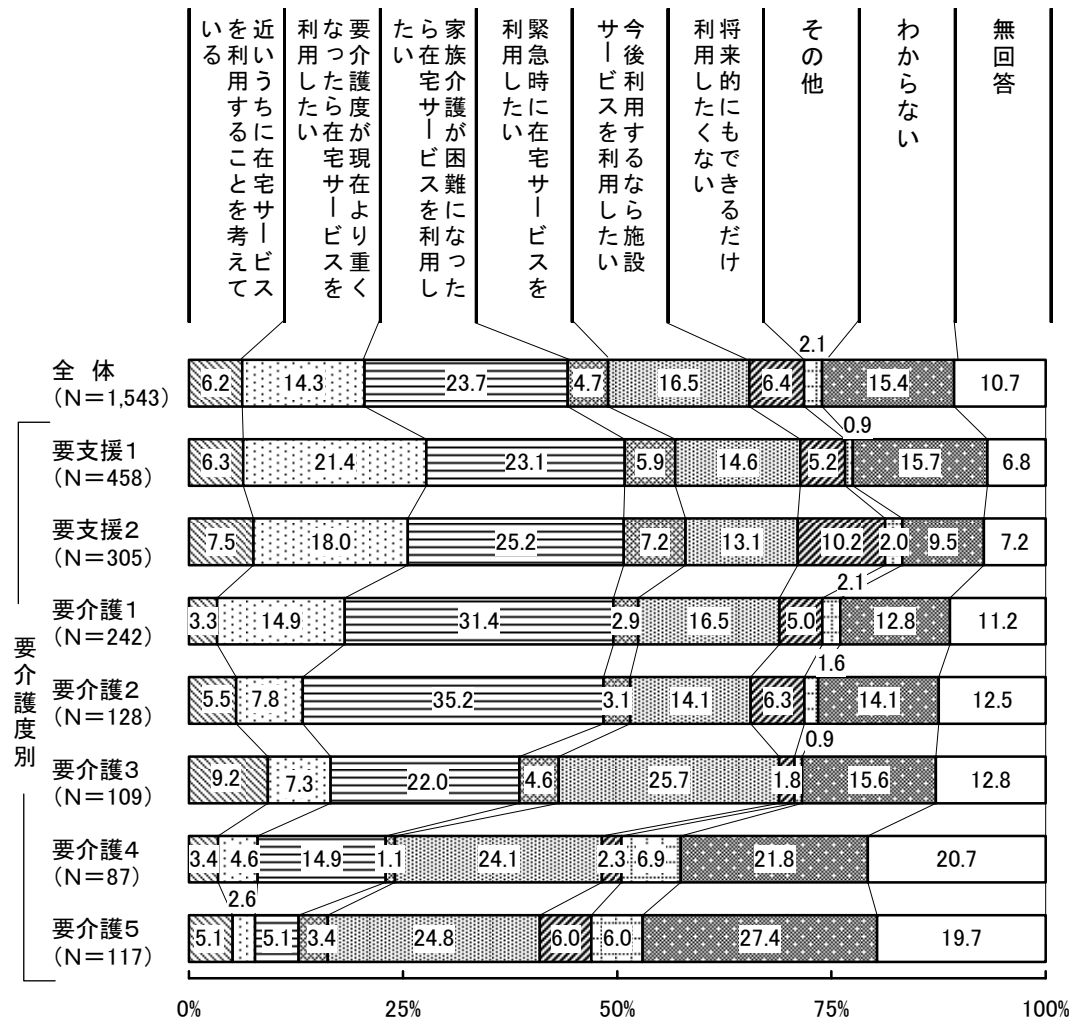 近いうちに在宅サービス
を利用することを考えて
いる
要介護度が現在より重く
なったら在宅サービスを
利用したい
家族介護が困難になった
ら在宅サービスを利用し
たい
緊急時に在宅サービスを
利用したい
今後利用するなら施設
サービスを利用したい
将来的にもできるだけ
利用したくない
その他
わからない
無回答
2.1
全 体
(N=1,543)
6.2 14.3 23.7 4.7 16.5 6.4 15.4 10.7
0.9
要支援1
(N=458)
6.3 21.4 23.1 5.9 14.6 5.2 15.7 6.8
要支援2
(N=305)
7.5 18.0 25.2 7.2 13.1 10.2 2.0 9.5 7.2
2.1
要介護1
(N=242)
3.3 14.9 31.4 2.9 16.5 5.0 12.8 11.2
1.6
要介護2
(N=128)
5.5 7.8 35.2 3.1 14.1 6.3 14.1 12.5
0.9
要介護3
(N=109)
9.2 7.3 22.0 4.6 25.7 1.8 15.6 12.8
要介護4
(N=87)
3.4 4.6 14.9 1.1 24.1 2.3 6.9 21.8 20.7
2.6
要介護5
(N=117)
5.1 5.1 3.4 24.8 6.0 6.0 27.4 19.7
要介護度別
0% 25% 50% 75% 100%